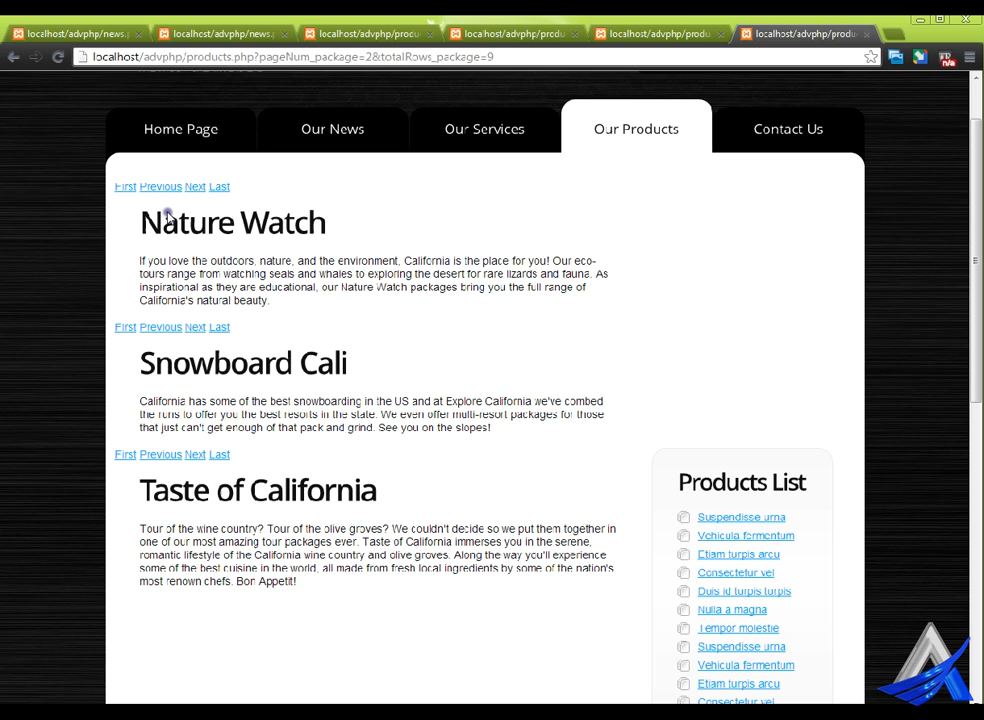 localhost/advphp/news.p
localhost/advphp/news.p
localhost/advphp/produ
localhost/advphp/produ
localhost/advphp/produ
localhost/advphp/produ
localhost/advphp/products.php?pageNum_package=2&totalRows_package=9
n/a
Home Page
Our News
Our Services
Our Products
Contact Us
First Previous Next Last
Nature Watch
If you love the outdoors, nature, and the environment, California is the place for you! Our eco-
tours range from watching seals and whales to exploring the desert for rare lizards and fauna. As
inspirational as they are educational, our Nature Watch packages bring you the full range of
California's natural beauty.
First Previous Next Last
Snowboard Cali
California has some of the best snowboarding in the US and at Explore California we've combed
the runs to offer you the best resorts in the state. We even offer multi-resort packages for those
that just can't get enough of that pack and grind. See you on the slopes!
First Previous Next Last
Taste of California
Tour of the wine country? Tour of the olive groves? We couldn't decide so we put them together in
one of our most amazing tour packages ever. Taste of California immerses you in the serene,
romantic lifestyle of the California wine country and olive groves. Along the way you'll experience
some of the best cuisine in the world, all made from fresh local ingredients by some of the nation's
most renown chefs. Bon Appetit!
Products List
Suspendisse urna
Vehicula fermentum
Etiam turpis arcu
Consectetur vel
Duis id turpis turpis
Nulla a magna
Tempor molestie
Suspendisse urna
Vehicula fermentum
Etiam turpis arcu
Consectetur vel